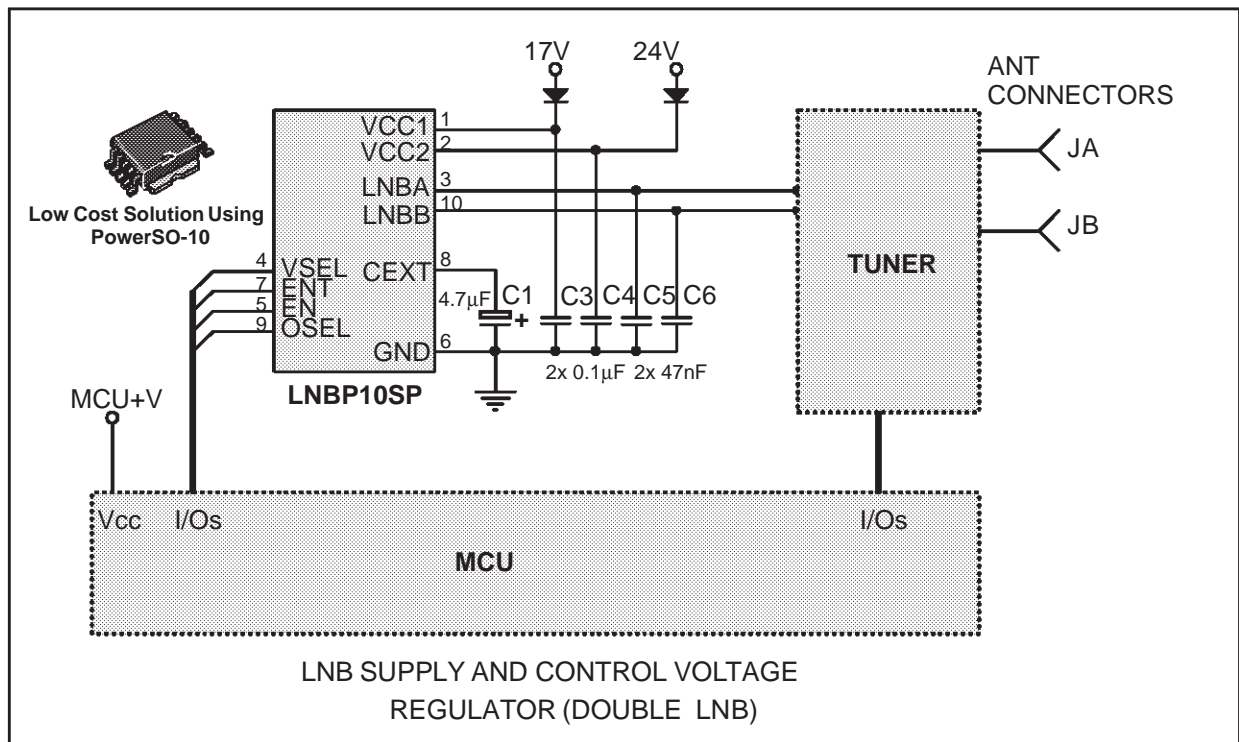 17V
24V
ANT
CONNECTORS
VCC1
1
VCC2
2
LNBA
3
LNBB
10
JA
JB
Low Cost Solution Using
PowerSO-10
4
VSEL
7
ENT
5
EN
9
OSEL
CEXT
8
4.7µF
C1
+
C3
C4
C5
C6
TUNER
GND
6
2x 0.1µF
2x 47nF
LNBP10SP
MCU+V
Vcc
I/Os
I/Os
MCU
LNB SUPPLY AND CONTROL VOLTAGE
REGULATOR (DOUBLE LNB)